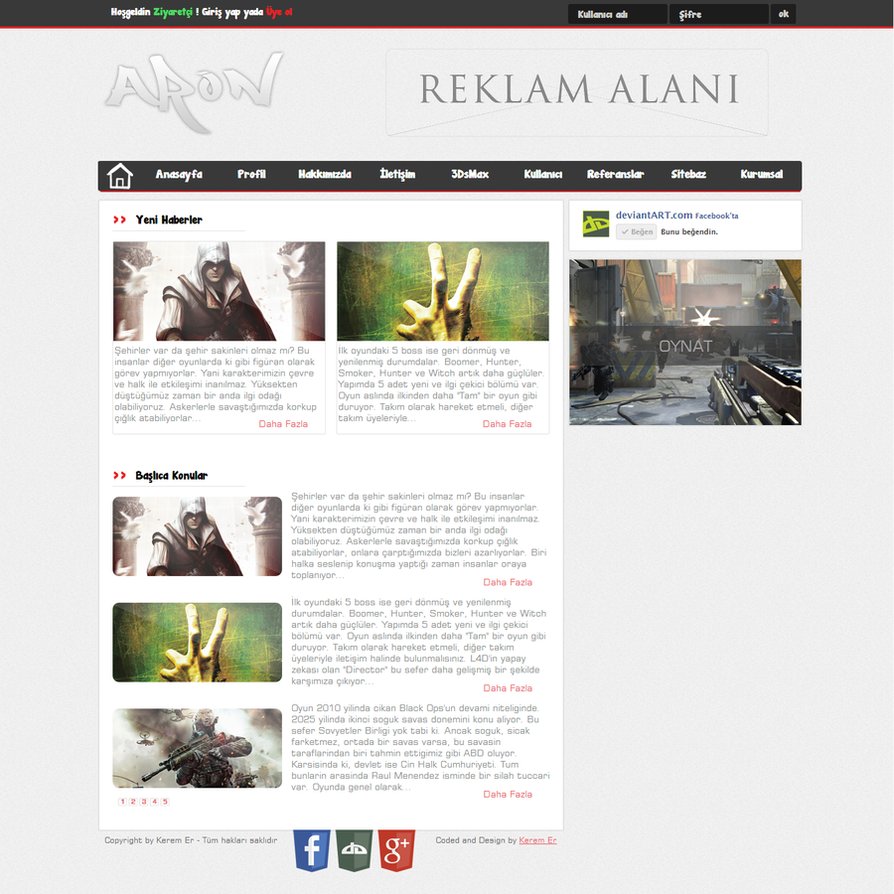 Hoşgeldin Ziyaretçi ! Giriş yap yada Üye ol
Kullanıcı adı
Şifre
ok
ARON
REKLAM ALANI
Anasayfa
Profil
Hakkımızda
İletişim
3DsMax
Kullanıcı
Referanslar
Sitebaz
Kurumsal
>> Yeni Haberler
Şehirler var da şehir sakinleri olmaz mı? Bu
insanlar diğer oyunlarda ki gibi figüran olarak
görev yapmıyorlar. Yani karakterimizin çevre
ve halk ile etkileşimi inanılmaz. Yüksekten
düştüğümüz zaman bir anda ilgi odağı
olabiliyoruz. Askerlerle savaştığımızda korkup
çığlık atabiliyorlar...
Daha Fazla
İlk oyundaki 5 boss ise geri dönmüş ve
yenilenmiş durumdalar. Boomer, Hunter,
Smoker, Hunter ve Witch artık daha güçlüler.
Yapımda 5 adet yeni ve ilgi çekici bölümü var.
Oyun aslında ilkinden daha "Tam" bir oyun gibi
duruyor. Takım olarak hareket etmeli, diğer
takım üyeleriyle...
Daha Fazla
deviantART.com Facebook'ta
Beğen
Bunu beğendin.
OYNAT
>> Başlıca Konular
Şehirler var da şehir sakinleri olmaz mı? Bu insanlar
diğer oyunlarda ki gibi figüran olarak görev yapmıyorlar.
Yani karakterimizin çevre ve halk ile etkileşimi inanılmaz.
Yüksekten düştüğümüz zaman bir anda ilgi odağı
olabiliyoruz. Askerlerle savaştığımızda korkup çığlık
atabiliyorlar, onlara çarptığımızda bizleri azarlıyorlar. Biri
halka seslenip konuşma yaptığı zaman insanlar oraya
toplanıyor...
Daha Fazla
İlk oyundaki 5 boss ise geri dönmüş ve yenilenmiş
durumdalar. Boomer, Hunter, Smoker, Hunter ve Witch
artık daha güçlüler. Yapımda 5 adet yeni ve ilgi çekici
bölümü var. Oyun aslında ilkinden daha "Tam" bir oyun gibi
duruyor. Takım olarak hareket etmeli, diğer takım
üyeleriyle iletişim halinde bulunmalısınız. L4D'in yapay
zekası olan "Director" bu sefer daha gelişmiş bir şekilde
karşımıza çıkıyor...
Daha Fazla
Oyun 2010 yilinda cikan Black Ops'un devami niteliginde.
2025 yilinda ikinci soguk savas donemini konu aliyor. Bu
sefer Sovyetler Birligi yok tabi ki. Ancak soguk, sicak
farketmez, ortada bir savas varsa, bu savasin
taraflarindan biri tahmin ettigimiz gibi ABD oluyor.
Karsisinda ki, devlet ise Cin Halk Cumhuriyeti. Tum
bunlarin arasinda Raul Menendez isminde bir silah tuccari
var. Oyunda genel olarak...
Daha Fazla
1 2 3 4 5
Copyright by Kerem Er - Tüm hakları saklıdır
f
g+
Coded and Design by Kerem Er